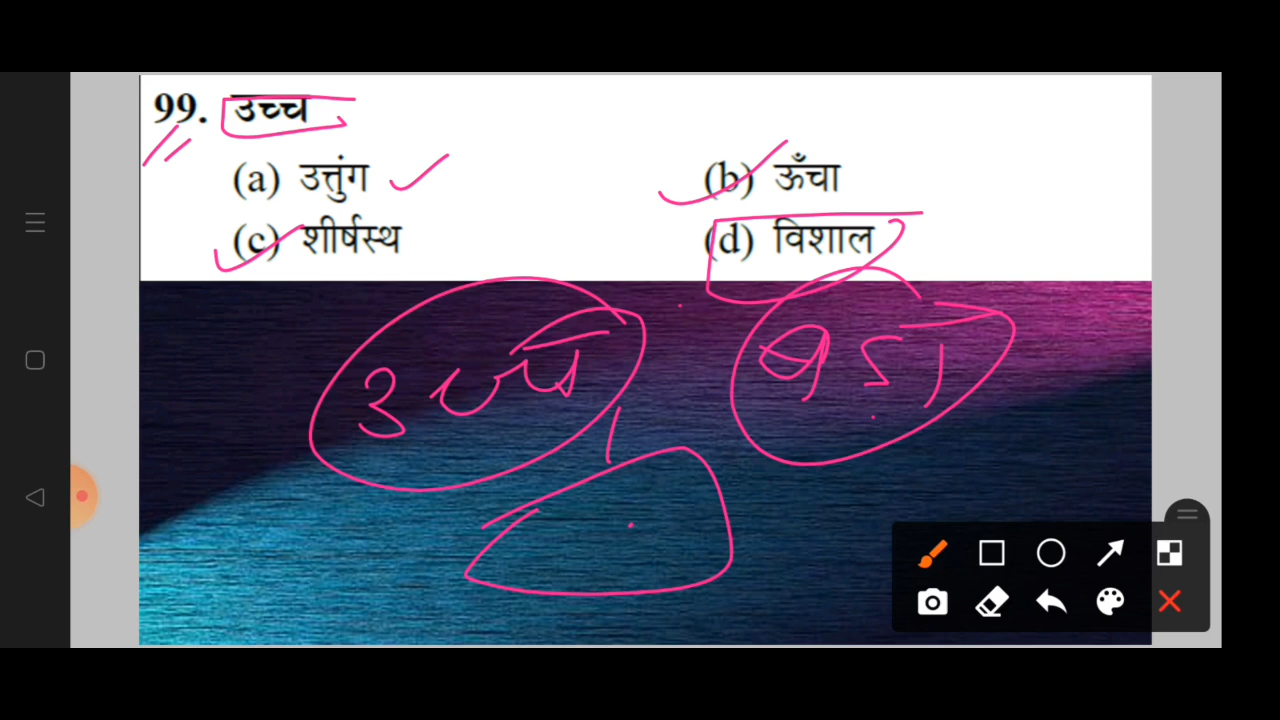 99. उच्च
(a) उत्तुंग (b) ऊँचा
(c) शीर्षस्थ (d) विशाल
उच्च बड़ा